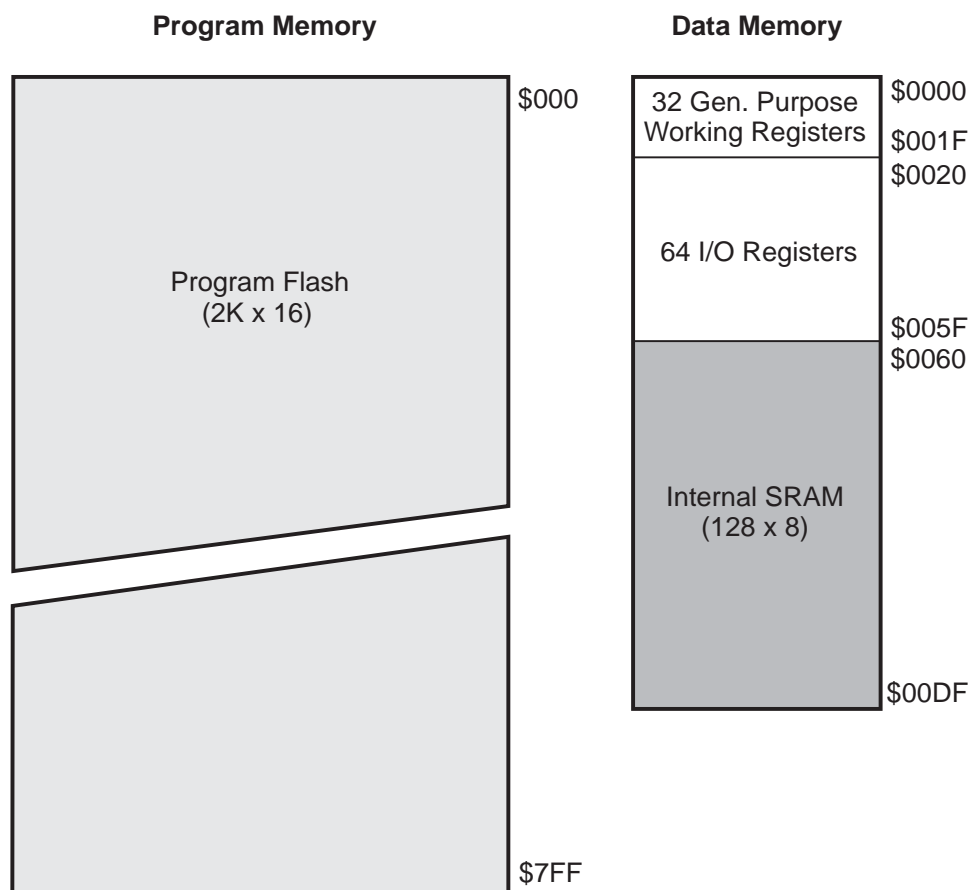 Program Memory
$000
Program Flash
(2K x 16)
$7FF
Data Memory
32 Gen. Purpose
Working Registers
$0000
$001F
$0020
64 I/O Registers
$005F
$0060
Internal SRAM
(128 x 8)
$00DF